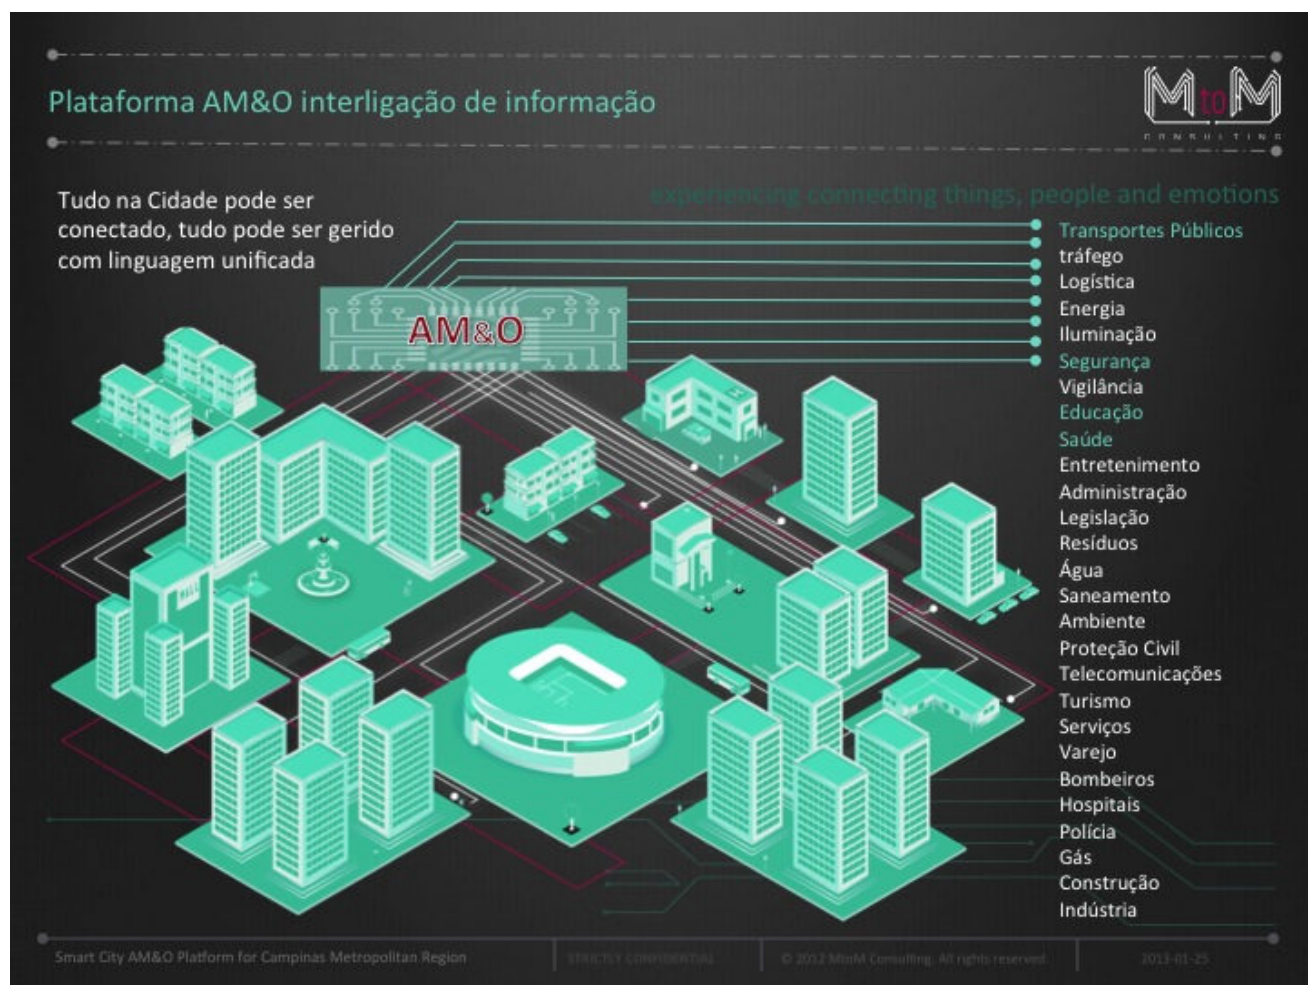 Plataforma AM&O interligação de informação
MtoM
CONSULTING
Tudo na Cidade pode ser
conectado, tudo pode ser gerido
com linguagem unificada
experiencing connecting things, people and emotions
AM&O
Transportes Públicos
tráfego
Logística
Energia
Iluminação
Segurança
Vigilância
Educação
Saúde
Entretenimento
Administração
Legislação
Resíduos
Água
Saneamento
Ambiente
Proteção Civil
Telecomunicações
Turismo
Serviços
Varejo
Bombeiros
Hospitais
Polícia
Gás
Construção
Indústria
Smart City AM&O Platform for Campinas Metropolitan Region
STRICTLY CONFIDENTIAL
© 2012 MtoM Consulting. All rights reserved.
2013-01-25